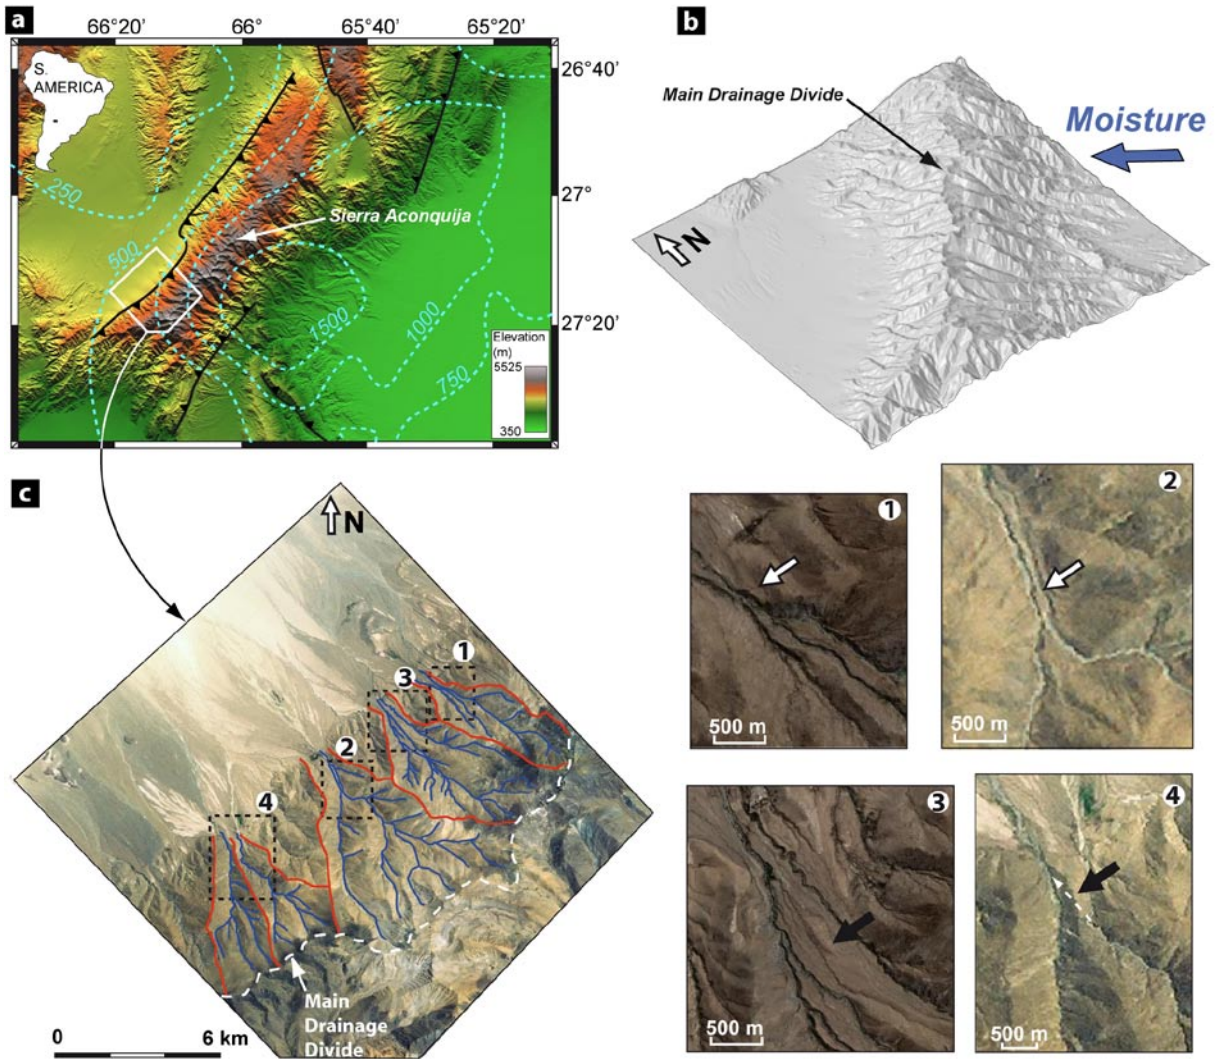 a
66°20'
66°
65°40'
65°20'
S.
AMERICA
26°40'
27°
27°20'
250
500
Sierra Aconquija
1500
1000
750
Elevation
(m)
5525
350
b
Main Drainage Divide
Moisture
N
c
N
1
3
2
4
Main
Drainage
Divide
0
6 km
1
500 m
2
500 m
3
500 m
4
500 m